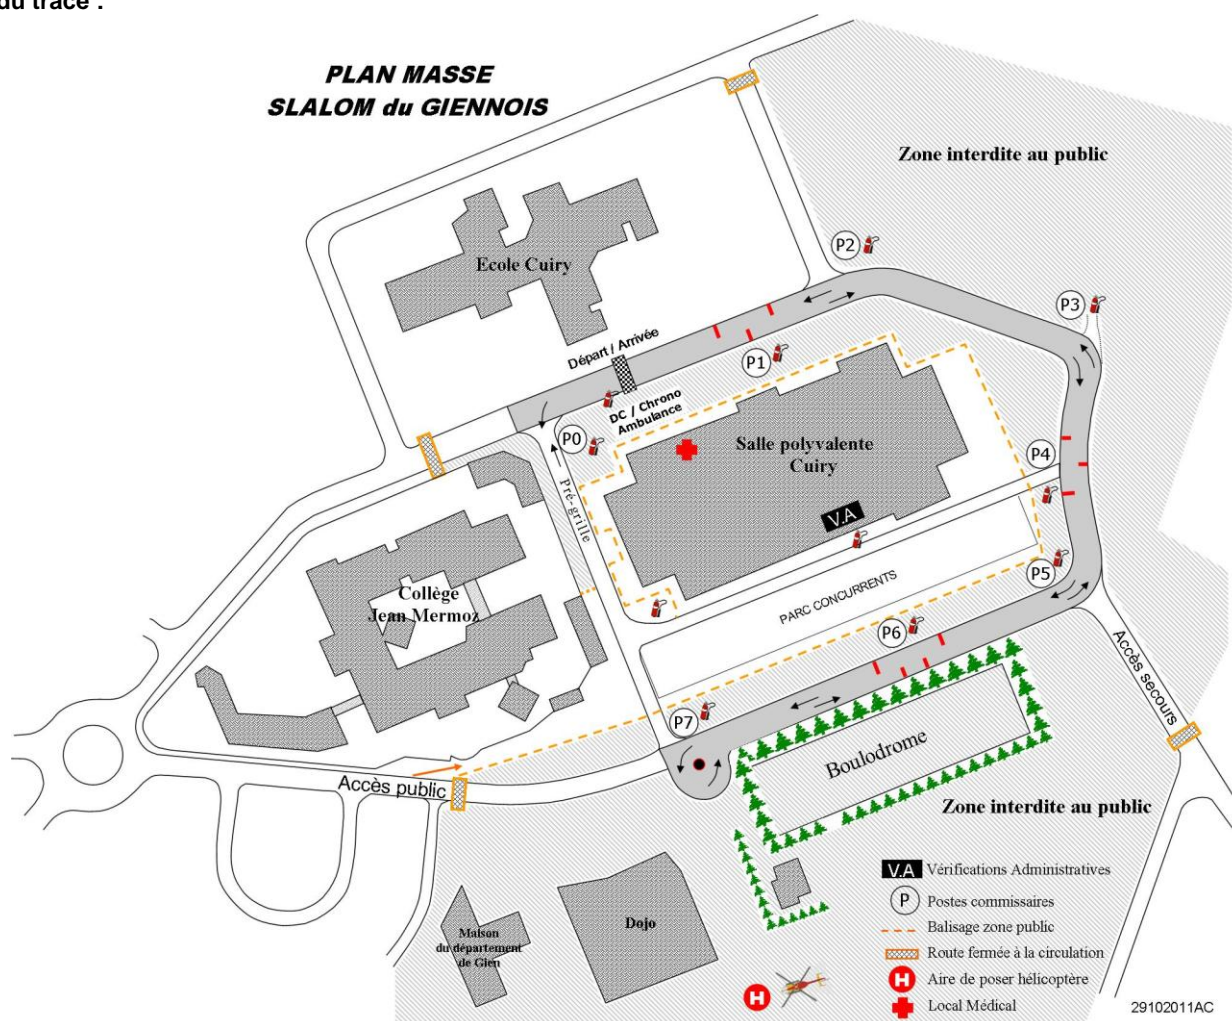 du tracé :
PLAN MASSE
SLALOM du GIENNOIS
Zone interdite au public
P2
Ecole Cuiry
P3
Départ / Arrivée
P1
DC / Chrono
Ambulance
P0
Salle polyvalente
Cuiry
P4
Pré-grille
V.A
P5
Collège
Jean Mermoz
PARC CONCURRENTS
P6
Accès secours
P7
Boulodrome
Accès public
Zone interdite au public
V.A Vérifications Administratives
P Postes commissaires
Balisage zone public
Route fermée à la circulation
H Aire de poser hélicoptère
Local Médical
Dojo
Maison
du département
de Gien
H
29102011AC